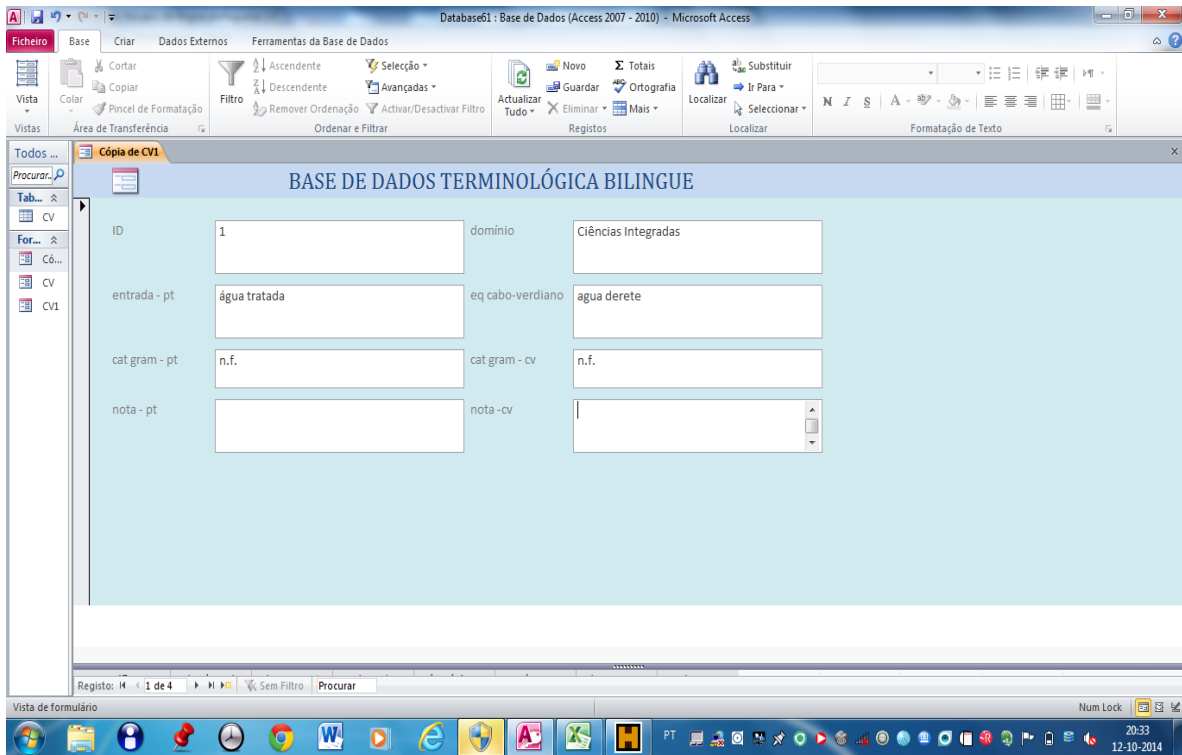 Database61 : Base de Dados (Access 2007 - 2010) - Microsoft Access
Ficheiro Base Criar Dados Externos Ferramentas da Base de Dados
Vista
Vistas
Colar
Cortar
Copiar
Pincel de Formatação
Área de Transferência
Filtro
Ascendente
Descendente
Remover Ordenação
Selecção
Avançadas
Activar/Desactivar Filtro
Ordenar e Filtrar
Actualizar
Tudo
Novo
Guardar
Eliminar
Totais
Ortografia
Mais
Registos
Localizar
Substituir
Ir Para
Seleccionar
Localizar
N I S A
Formatação de Texto
Todos ...
Procurar..
Tab...
CV
For...
Có...
CV
CV1
Cópia de CV1
BASE DE DADOS TERMINOLÓGICA BILINGUE
ID 1 domínio Ciências Integradas
entrada - pt água tratada eq cabo-verdiano agua derete
cat gram - pt n.f. cat gram - cv n.f.
nota - pt nota -cv
Registo: 1 de 4 Sem Filtro Procurar
Vista de formulário Num Lock
PT 20:33
12-10-2014